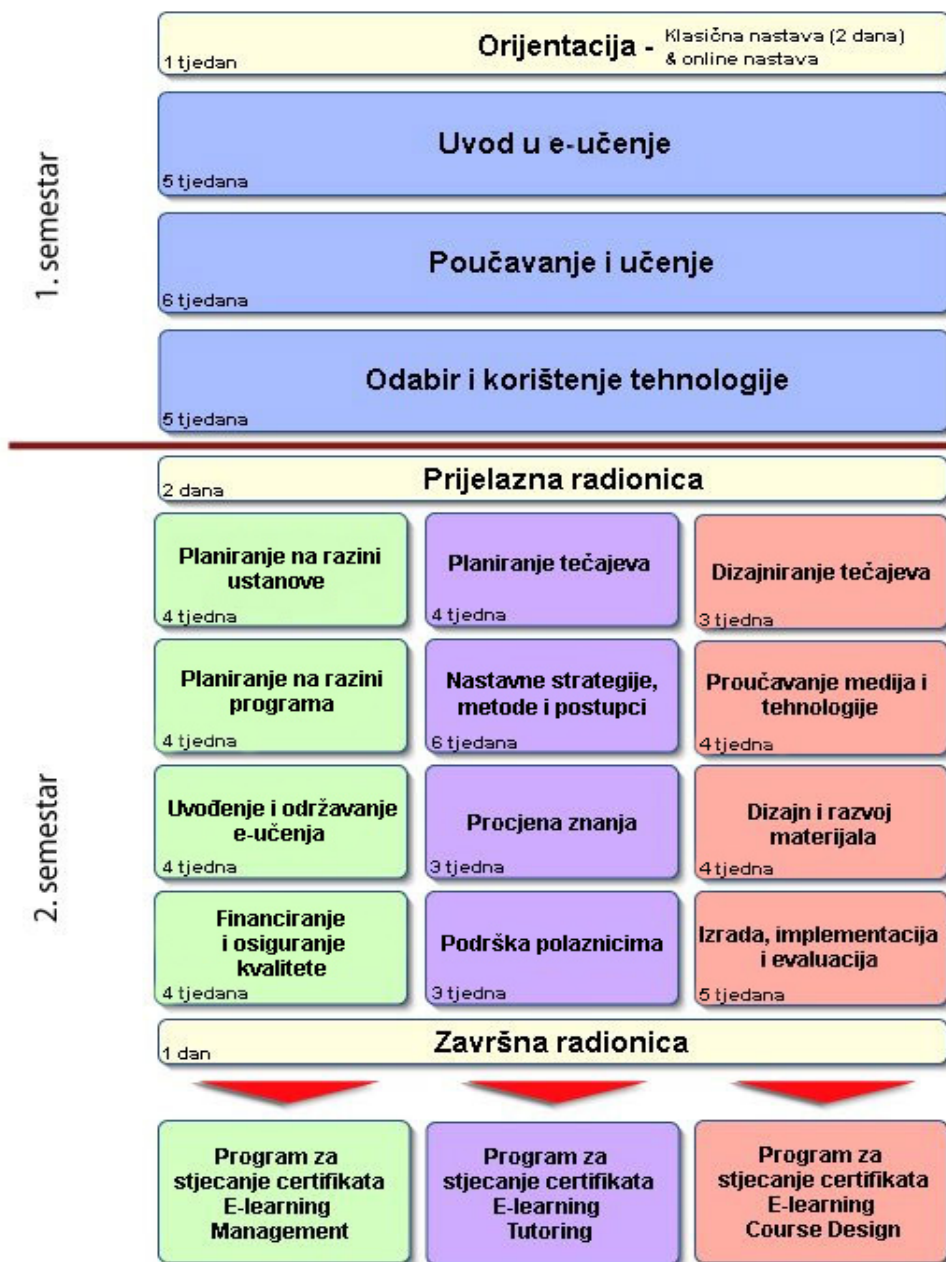 1. semestar
Orijentacija - Klasična nastava (2 dana)
& online nastava
1 tjedan
Uvod u e-učenje
5 tjedana
Poučavanje i učenje
6 tjedana
Odabir i korištenje tehnologije
5 tjedana
2. semestar
Prijelazna radionica
2 dana
Planiranje na razini
ustanove
4 tjedna
Planiranje tečajeva
4 tjedna
Dizajniranje tečajeva
3 tjedna
Planiranje na razini
programa
4 tjedna
Nastavne strategije,
metode i postupci
6 tjedana
Proučavanje medija i
tehnologije
4 tjedna
Uvođenje i održavanje
e-učenja
4 tjedna
Procjena znanja
3 tjedna
Dizajn i razvoj
materijala
4 tjedna
Financiranje
i osiguranje
kvalitete
4 tjedana
Podrška polaznicima
3 tjedna
Izrada, implementacija
i evaluacija
5 tjedana
Završna radionica
1 dan
Program za
stjecanje certifikata
E-learning
Management
Program za
stjecanje certifikata
E-learning
Tutoring
Program za
stjecanje certifikata
E-learning
Course Design